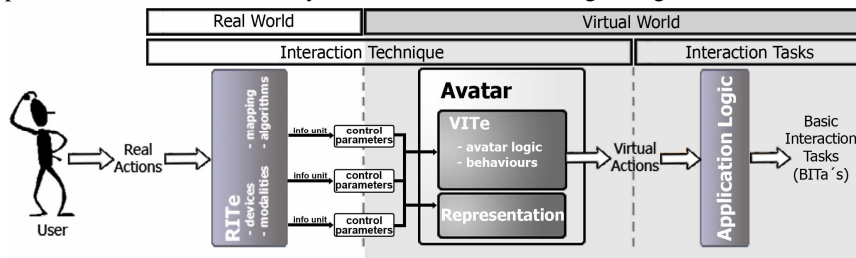 Real World
Virtual World
Interaction Technique
Interaction Tasks
User
Real
Actions
RITe
- devices
- modalities
- mapping
- algorithms
info unit
control
parameters
info unit
control
parameters
info unit
control
parameters
Avatar
VITe
- avatar logic
- behaviours
Representation
Virtual
Actions
Application Logic
Basic
Interaction
Tasks
(BITa´s)